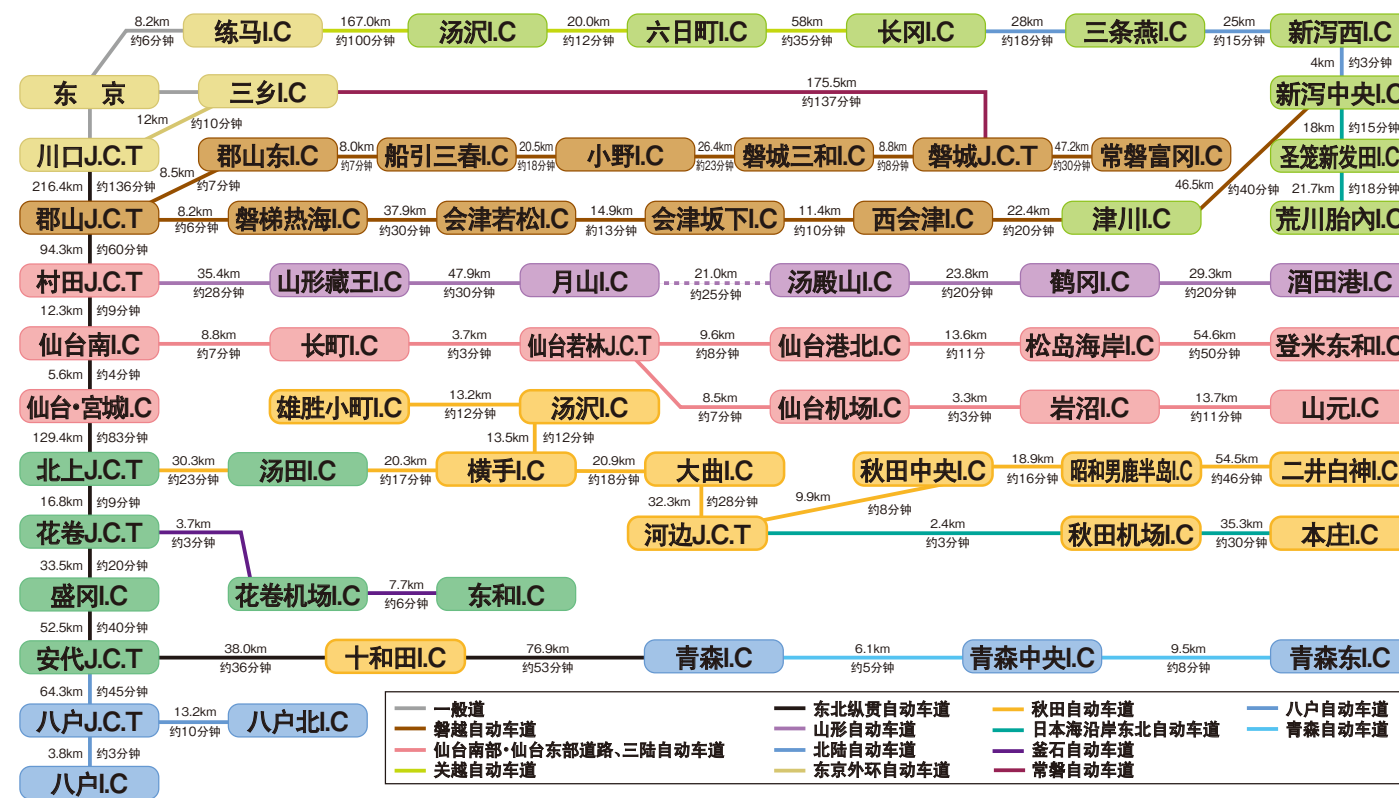 8.2km 167.0km 20.0km 58km 28km 25km
练马I.C 汤沢I.C 六日町I.C 长冈I.C 三条燕I.C 新泻西I.C
约6分钟 约100分钟 约12分钟 约35分钟 约18分钟 约15分钟
4km 约3分钟
175.5km
东 京 三乡I.C 新泻中央I.C
约137分钟
12km 约10分钟
18km 约15分钟
8.0km 20.5km 26.4km 8.8km 47.2km
川口J.C.T 郡山东I.C 船引三春I.C 小野I.C 磐城三和I.C 磐城J.C.T 常磐富冈I.C 圣笼新发田I.C
约7分钟 约18分钟 约23分钟 约8分钟 约30分钟
216.4km 约136分钟 8.5km 约7分钟 46.5km 约40分钟 21.7km 约18分钟
8.2km 37.9km 14.9km 11.4km 22.4km
郡山J.C.T 磐梯热海I.C 会津若松I.C 会津坂下I.C 西会津I.C 津川I.C 荒川胎内I.C
约6分钟 约30分钟 约13分钟 约10分钟 约20分钟
94.3km 约60分钟
35.4km 47.9km 21.0km 23.8km 29.3km
村田J.C.T 山形藏王I.C 月山I.C 汤殿山I.C 鹤冈I.C 酒田港I.C
约28分钟 约30分钟 约25分钟 约20分钟 约20分钟
12.3km 约9分钟
8.8km 3.7km 9.6km 13.6km 54.6km
仙台南I.C 长町I.C 仙台若林J.C.T 仙台港北I.C 松岛海岸I.C 登米东和I.C
约7分钟 约3分钟 约8分钟 约11分 约50分钟
5.6km 约4分钟
13.2km 8.5km 3.3km 13.7km
仙台·宮城I.C 雄胜小町I.C 汤沢I.C 仙台机场I.C 岩沼I.C 山元I.C
约12分钟 约7分钟 约3分钟 约11分钟
129.4km 约83分钟 13.5km 约12分钟
30.3km 20.3km 20.9km 18.9km 54.5km
北上J.C.T 汤田I.C 横手I.C 大曲I.C 秋田中央I.C 昭和男鹿半岛I.C 二井白神I.C
约23分钟 约17分钟 约18分钟 约16分钟 约46分钟
16.8km 约9分钟 32.3km 约28分钟 9.9km 约8分钟
3.7km 2.4km 35.3km
花卷J.C.T 河边J.C.T 秋田机场I.C 本庄I.C
约3分钟 约3分钟 约30分钟
33.5km 约20分钟
7.7km
盛冈I.C 花卷机场I.C 东和I.C
约6分钟
52.5km 约40分钟
38.0km 76.9km 6.1km 9.5km
安代J.C.T 十和田I.C 青森I.C 青森中央I.C 青森东I.C
约36分钟 约53分钟 约5分钟 约8分钟
64.3km 约45分钟
13.2km
八户J.C.T 八户北I.C
约10分钟
3.8km 约3分钟
八户I.C
一般道 东北纵贯自动车道 秋田自动车道 八户自动车道
磐越自动车道 山形自动车道 日本海沿岸东北自动车道 青森自动车道
仙台南部·仙台东部道路、三陆自动车道 北陆自动车道 釜石自动车道
关越自动车道 东京外环自动车道 常磐自动车道